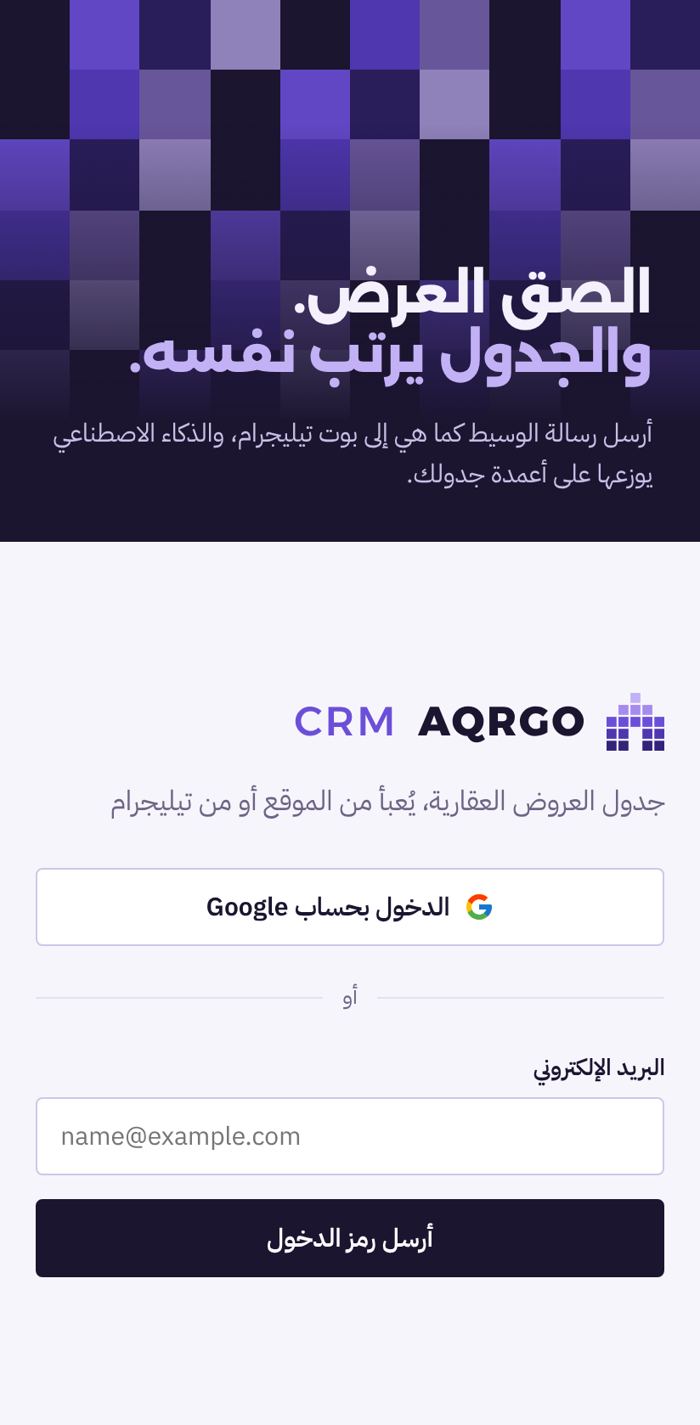 الصق العرض.
والجدول يرتب نفسه.
أرسل رسالة الوسيط كما هي إلى بوت تيليجرام، والذكاء الاصطناعي
يوزعها على أعمدة جدولك.
AQRGO CRM
جدول العروض العقارية، يُعبأ من الموقع أو من تيليجرام
الدخول بحساب Google
أو
البريد الإلكتروني
name@example.com
أرسل رمز الدخول